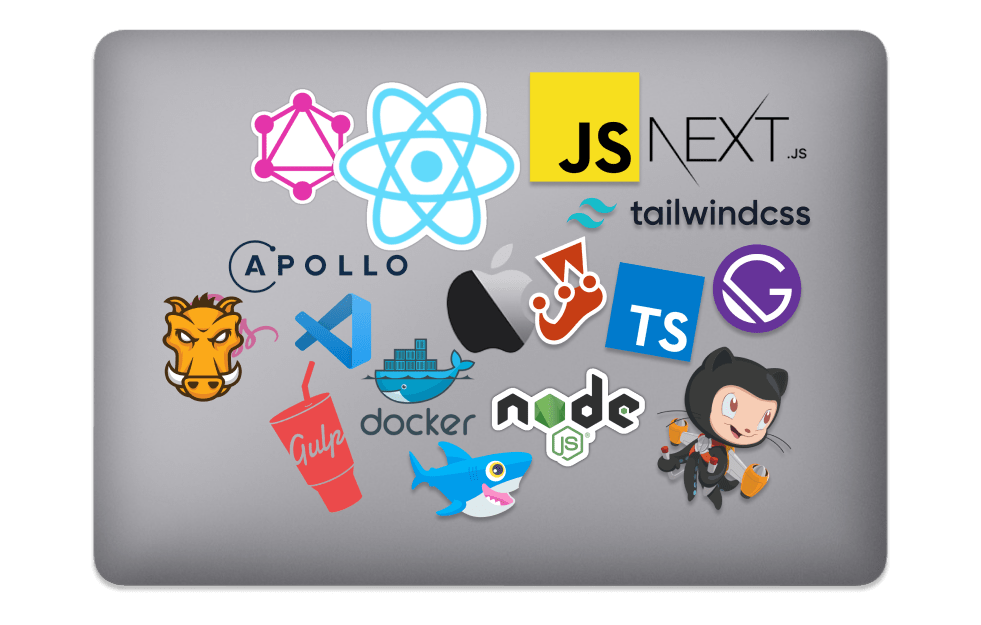 JS
NEXT.JS
tailwindcss
APOLLO
G
TS
Gulp
docker
node
JS